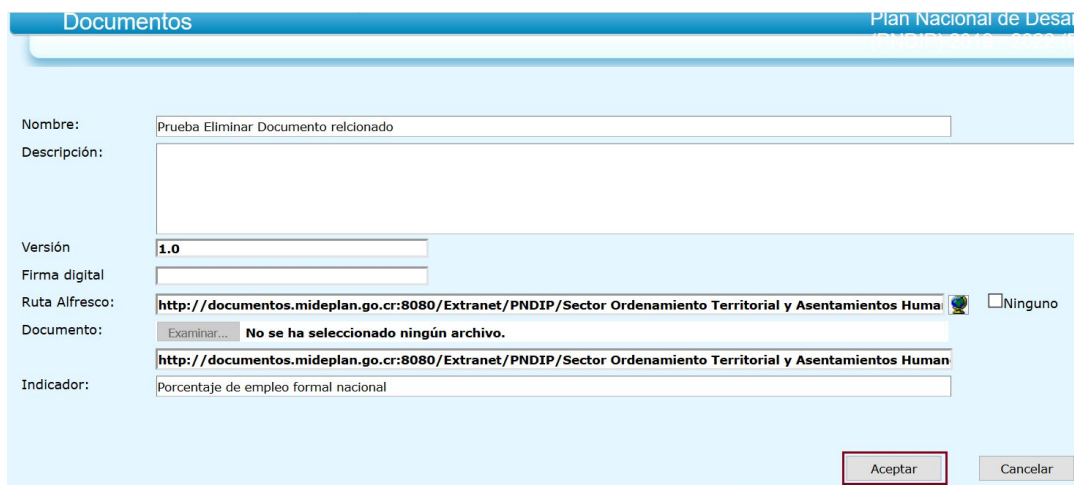 Documentos
Plan Nacional de Desar
Nombre: Prueba Eliminar Documento relcionado
Descripción:
Versión 1.0
Firma digital
Ruta Alfresco: http://documentos.mideplan.go.cr:8080/Extranet/PNDIP/Sector Ordenamiento Territorial y Asentamientos Huma Ninguno
Documento: Examinar... No se ha seleccionado ningún archivo.
http://documentos.mideplan.go.cr:8080/Extranet/PNDIP/Sector Ordenamiento Territorial y Asentamientos Human
Indicador: Porcentaje de empleo formal nacional
Aceptar Cancelar